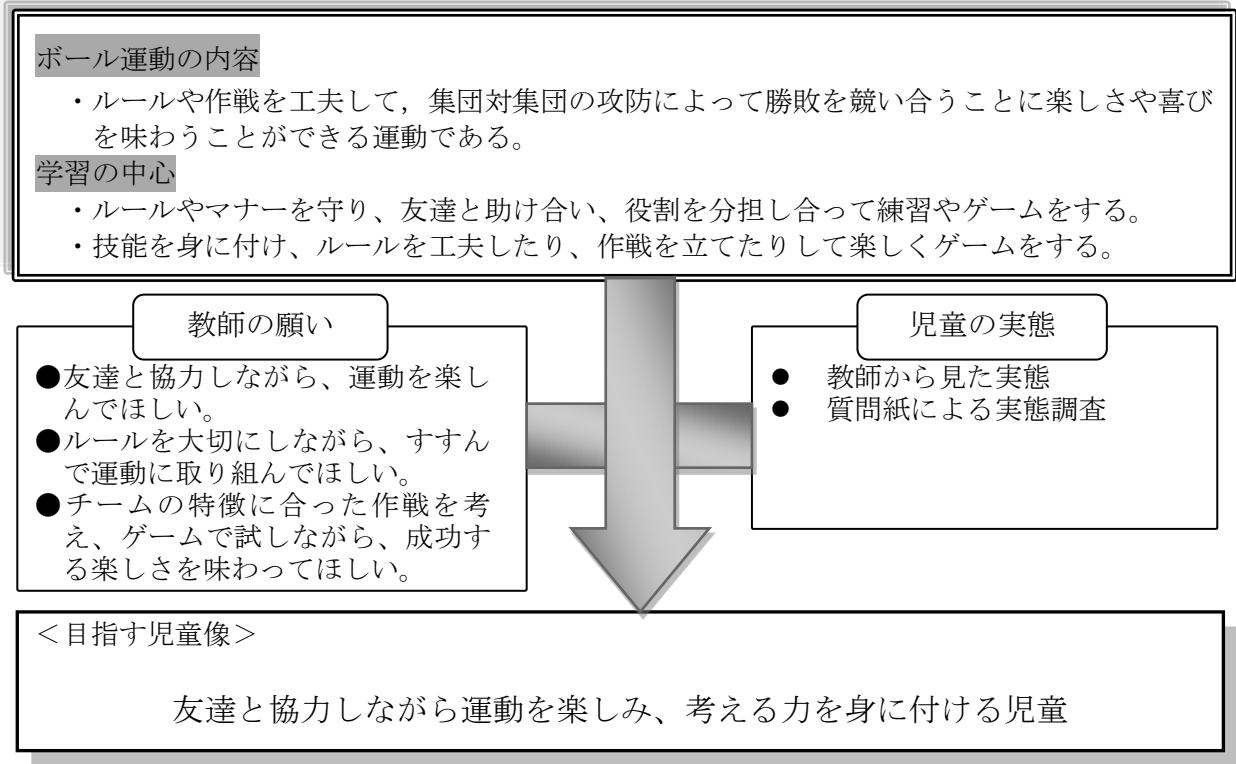 ボール運動の内容
・ルールや作戦を工夫して，集団対集団の攻防によって勝敗を競い合うことに楽しさや喜び
を味わうことができる運動である。
学習の中心
・ルールやマナーを守り、友達と助け合い、役割を分担し合って練習やゲームをする。
・技能を身に付け、ルールを工夫したり、作戦を立てたりして楽しくゲームをする。
教師の願い
●友達と協力しながら、運動を楽し
んでほしい。
●ルールを大切にしながら、すすん
で運動に取り組んでほしい。
●チームの特徴に合った作戦を考
え、ゲームで試しながら、成功す
る楽しさを味わってほしい。
児童の実態
● 教師から見た実態
● 質問紙による実態調査
＜目指す児童像＞
友達と協力しながら運動を楽しみ、考える力を身に付ける児童